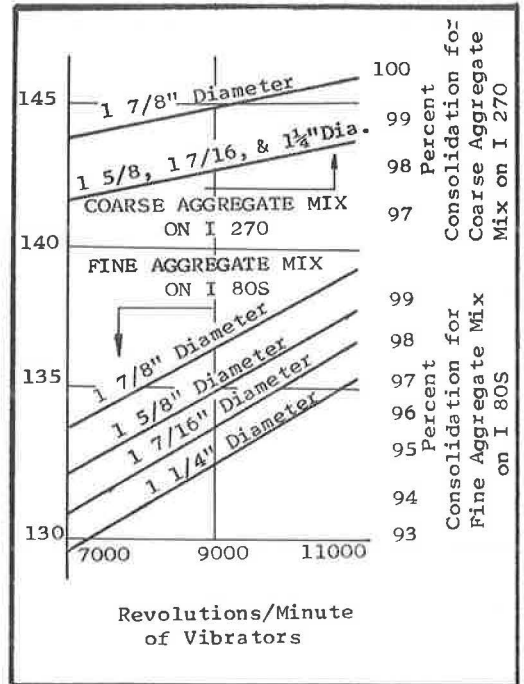 145
140
135
130
1 7/8" Diameter
1 5/8, 1 7/16, & 1¼" Dia.
COARSE AGGREGATE MIX
ON I 270
FINE AGGREGATE MIX
ON I 80S
1 7/8" Diameter
1 5/8" Diameter
1 7/16" Diameter
1 1/4" Diameter
7000 9000 11000
Revolutions/Minute
of Vibrators
100
99
98
97
Percent
Consolidation for
Coarse Aggregate
Mix on I 270
99
98
97
96
95
94
93
Percent
Consolidation for
Fine Aggregate Mix
on I 80S